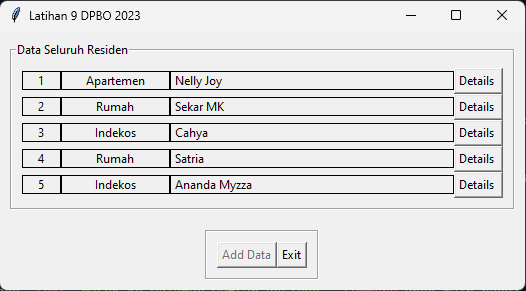 Latihan 9 DPBO 2023
Data Seluruh Residen
1 Apartemen Nelly Joy Details
2 Rumah Sekar MK Details
3 Indekos Cahya Details
4 Rumah Satria Details
5 Indekos Ananda Myzza Details
Add Data Exit